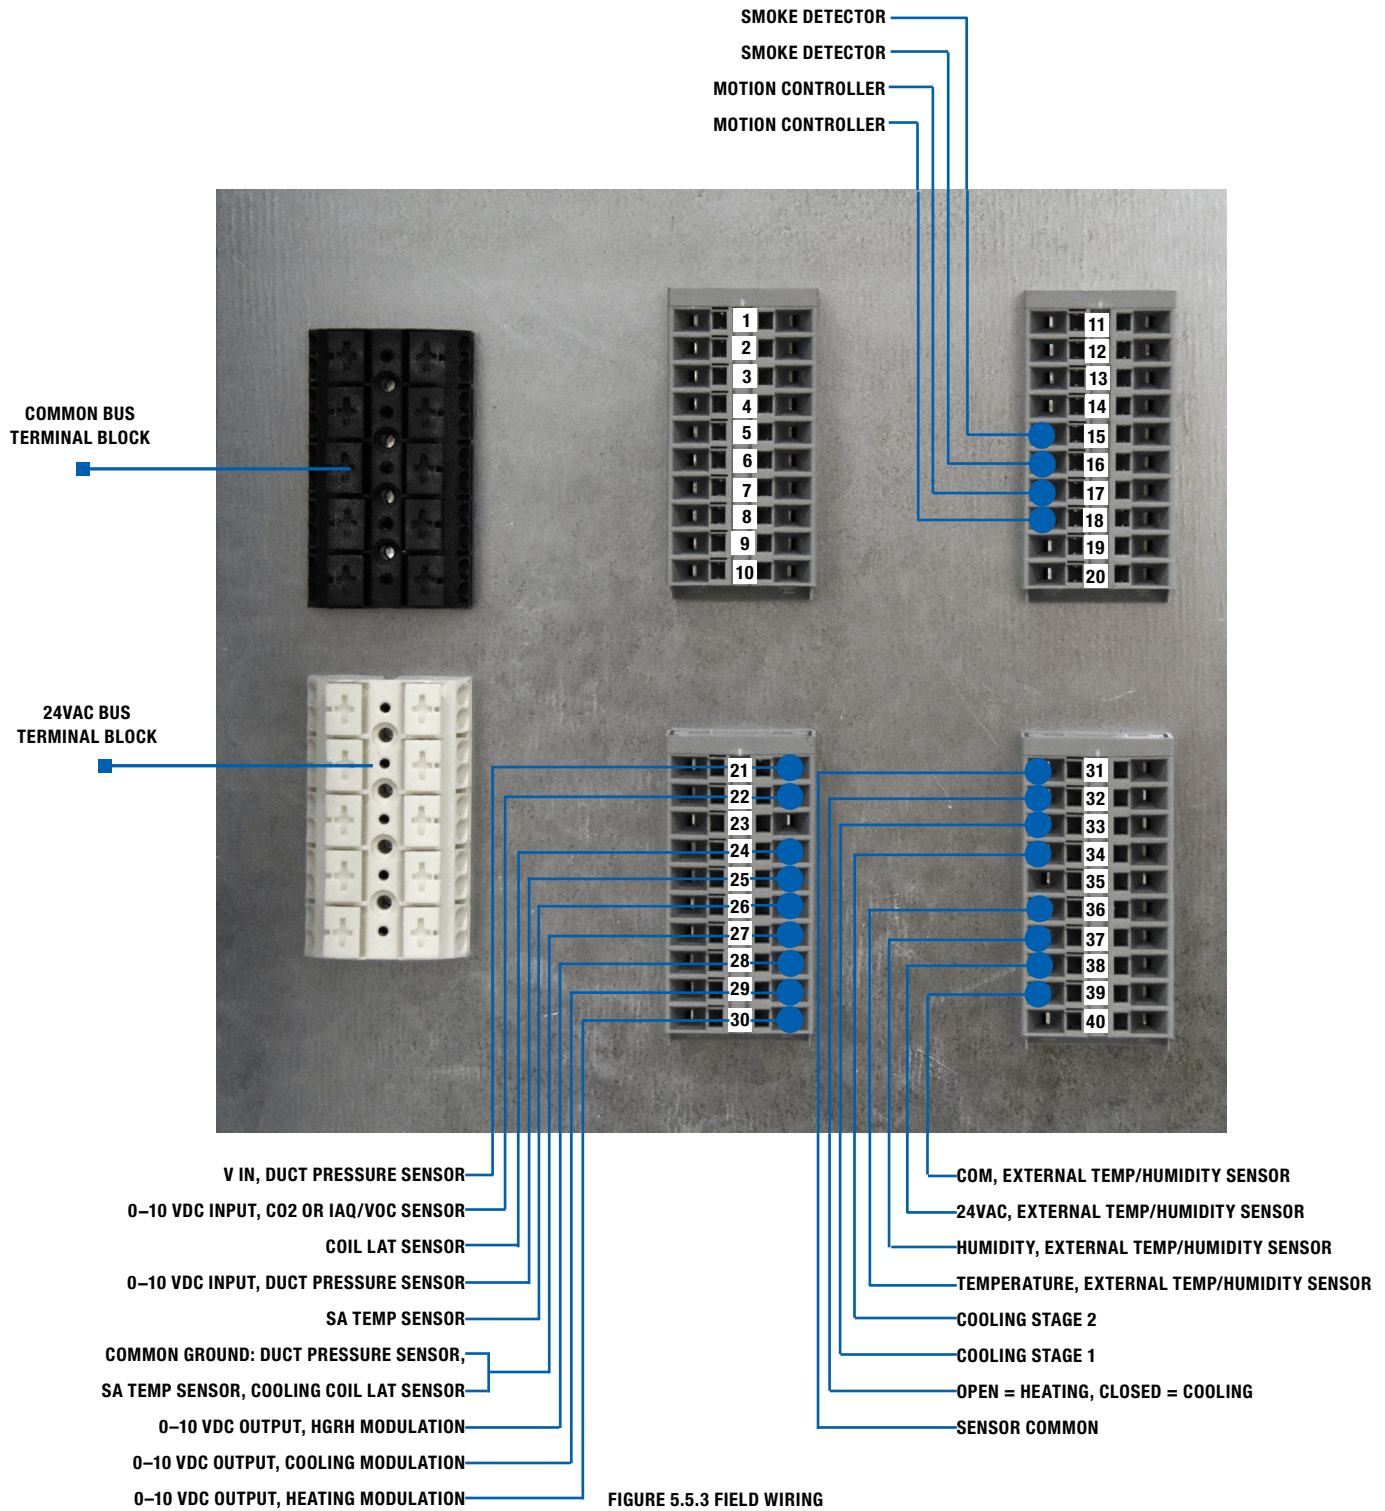 SMOKE DETECTOR
SMOKE DETECTOR
MOTION CONTROLLER
MOTION CONTROLLER
COMMON BUS
TERMINAL BLOCK
1
2
3
4
5
6
7
8
9
10
11
12
13
14
15
16
17
18
19
20
24VAC BUS
TERMINAL BLOCK
21
22
23
24
25
26
27
28
29
30
31
32
33
34
35
36
37
38
39
40
V IN, DUCT PRESSURE SENSOR
0–10 VDC INPUT, CO2 OR IAQ/VOC SENSOR
COIL LAT SENSOR
0–10 VDC INPUT, DUCT PRESSURE SENSOR
SA TEMP SENSOR
COMMON GROUND: DUCT PRESSURE SENSOR,
SA TEMP SENSOR, COOLING COIL LAT SENSOR
0–10 VDC OUTPUT, HGRH MODULATION
0–10 VDC OUTPUT, COOLING MODULATION
0–10 VDC OUTPUT, HEATING MODULATION
COM, EXTERNAL TEMP/HUMIDITY SENSOR
24VAC, EXTERNAL TEMP/HUMIDITY SENSOR
HUMIDITY, EXTERNAL TEMP/HUMIDITY SENSOR
TEMPERATURE, EXTERNAL TEMP/HUMIDITY SENSOR
COOLING STAGE 2
COOLING STAGE 1
OPEN = HEATING, CLOSED = COOLING
SENSOR COMMON
FIGURE 5.5.3 FIELD WIRING